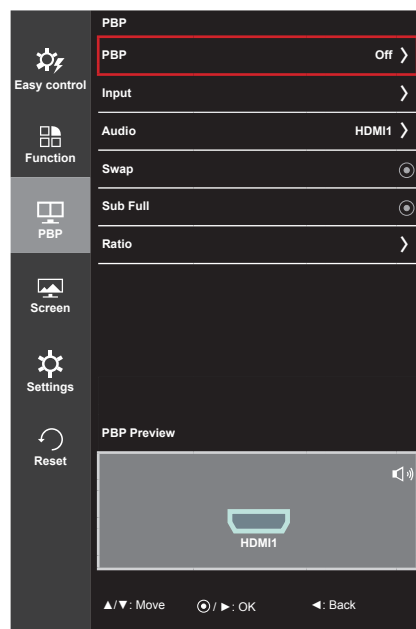 PBP
PBP Off
Easy control
Input
Audio HDMI1
Function
Swap
Sub Full
PBP
Ratio
Screen
Settings
PBP Preview
Reset
HDMI1
▲/▼: Move ⦿/ ►: OK ◄: Back